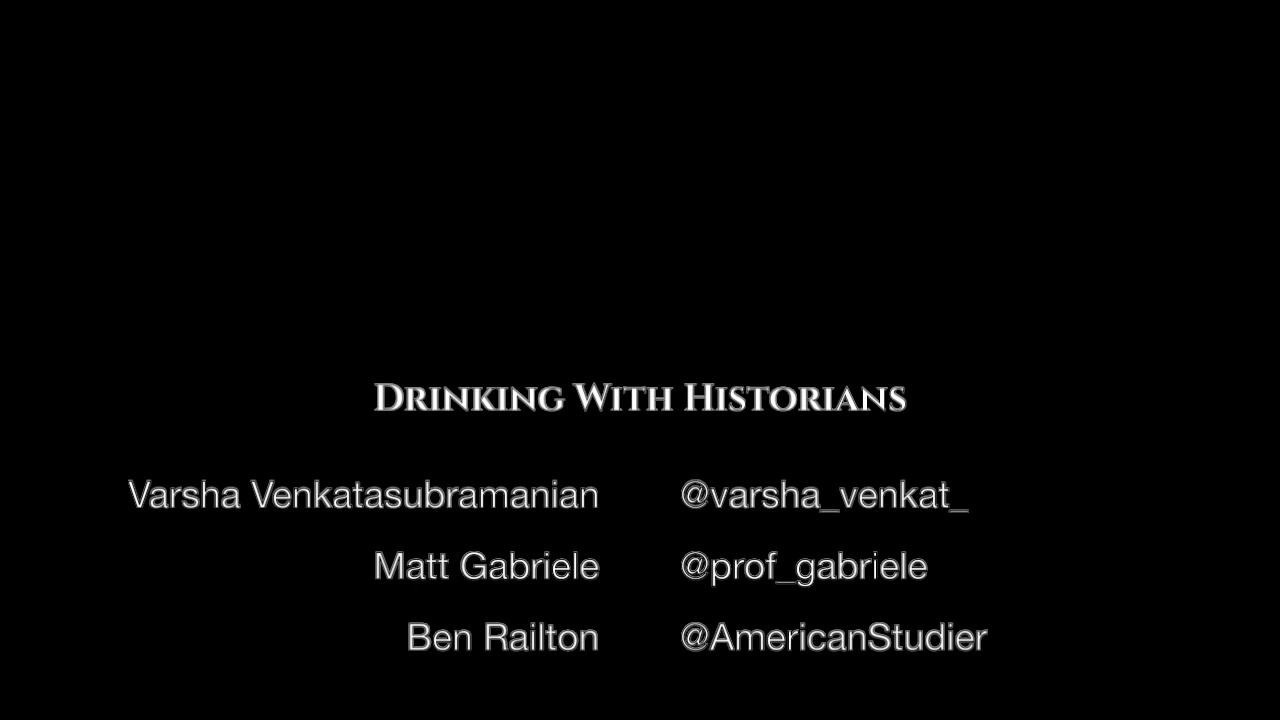 Drinking With Historians
Varsha Venkatasubramanian @varsha_venkat_
Matt Gabriele @prof_gabriele
Ben Railton @AmericanStudier